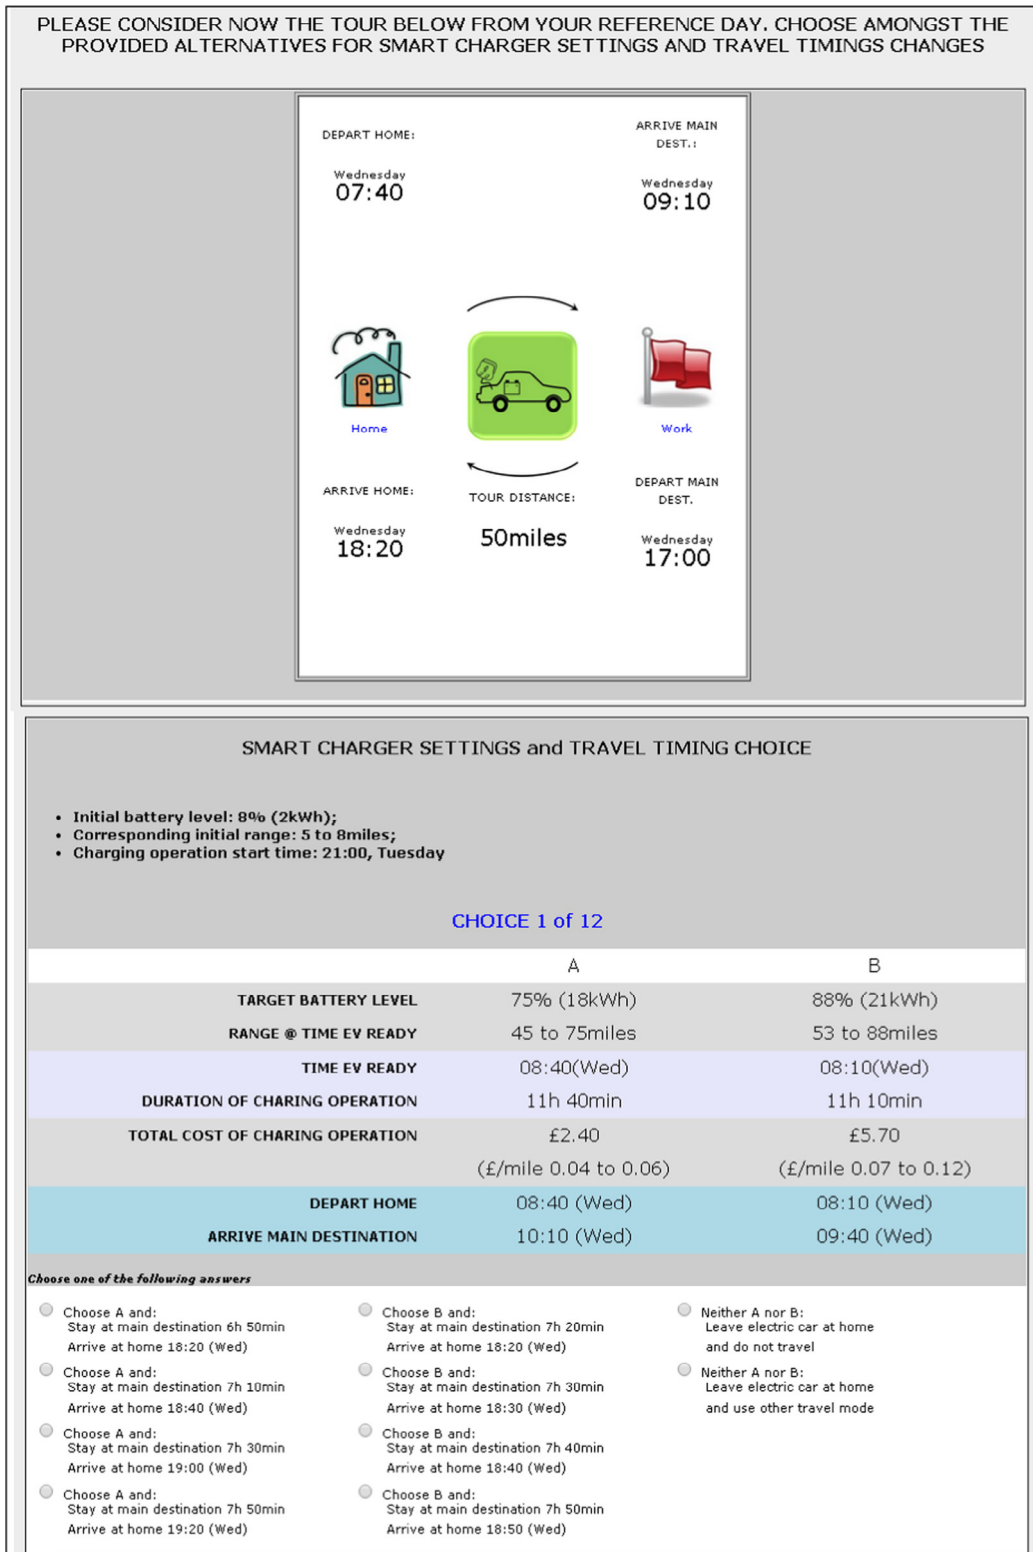 PLEASE CONSIDER NOW THE TOUR BELOW FROM YOUR REFERENCE DAY. CHOOSE AMONGST THE
PROVIDED ALTERNATIVES FOR SMART CHARGER SETTINGS AND TRAVEL TIMINGS CHANGES
DEPART HOME:
Wednesday
07:40
ARRIVE MAIN
DEST.:
Wednesday
09:10
Home
Work
ARRIVE HOME:
Wednesday
18:20
TOUR DISTANCE:
50miles
DEPART MAIN
DEST.
Wednesday
17:00
SMART CHARGER SETTINGS and TRAVEL TIMING CHOICE
• Initial battery level: 8% (2kWh);
• Corresponding initial range: 5 to 8miles;
• Charging operation start time: 21:00, Tuesday
CHOICE 1 of 12
A B
TARGET BATTERY LEVEL 75% (18kWh) 88% (21kWh)
RANGE @ TIME EV READY 45 to 75miles 53 to 88miles
TIME EV READY 08:40(Wed) 08:10(Wed)
DURATION OF CHARING OPERATION 11h 40min 11h 10min
TOTAL COST OF CHARING OPERATION £2.40 £5.70
(£/mile 0.04 to 0.06) (£/mile 0.07 to 0.12)
DEPART HOME 08:40 (Wed) 08:10 (Wed)
ARRIVE MAIN DESTINATION 10:10 (Wed) 09:40 (Wed)
Choose one of the following answers
Choose A and:
Stay at main destination 6h 50min
Arrive at home 18:20 (Wed)
Choose A and:
Stay at main destination 7h 10min
Arrive at home 18:40 (Wed)
Choose A and:
Stay at main destination 7h 30min
Arrive at home 19:00 (Wed)
Choose A and:
Stay at main destination 7h 50min
Arrive at home 19:20 (Wed)
Choose B and:
Stay at main destination 7h 20min
Arrive at home 18:20 (Wed)
Choose B and:
Stay at main destination 7h 30min
Arrive at home 18:30 (Wed)
Choose B and:
Stay at main destination 7h 40min
Arrive at home 18:40 (Wed)
Choose B and:
Stay at main destination 7h 50min
Arrive at home 18:50 (Wed)
Neither A nor B:
Leave electric car at home
and do not travel
Neither A nor B:
Leave electric car at home
and use other travel mode